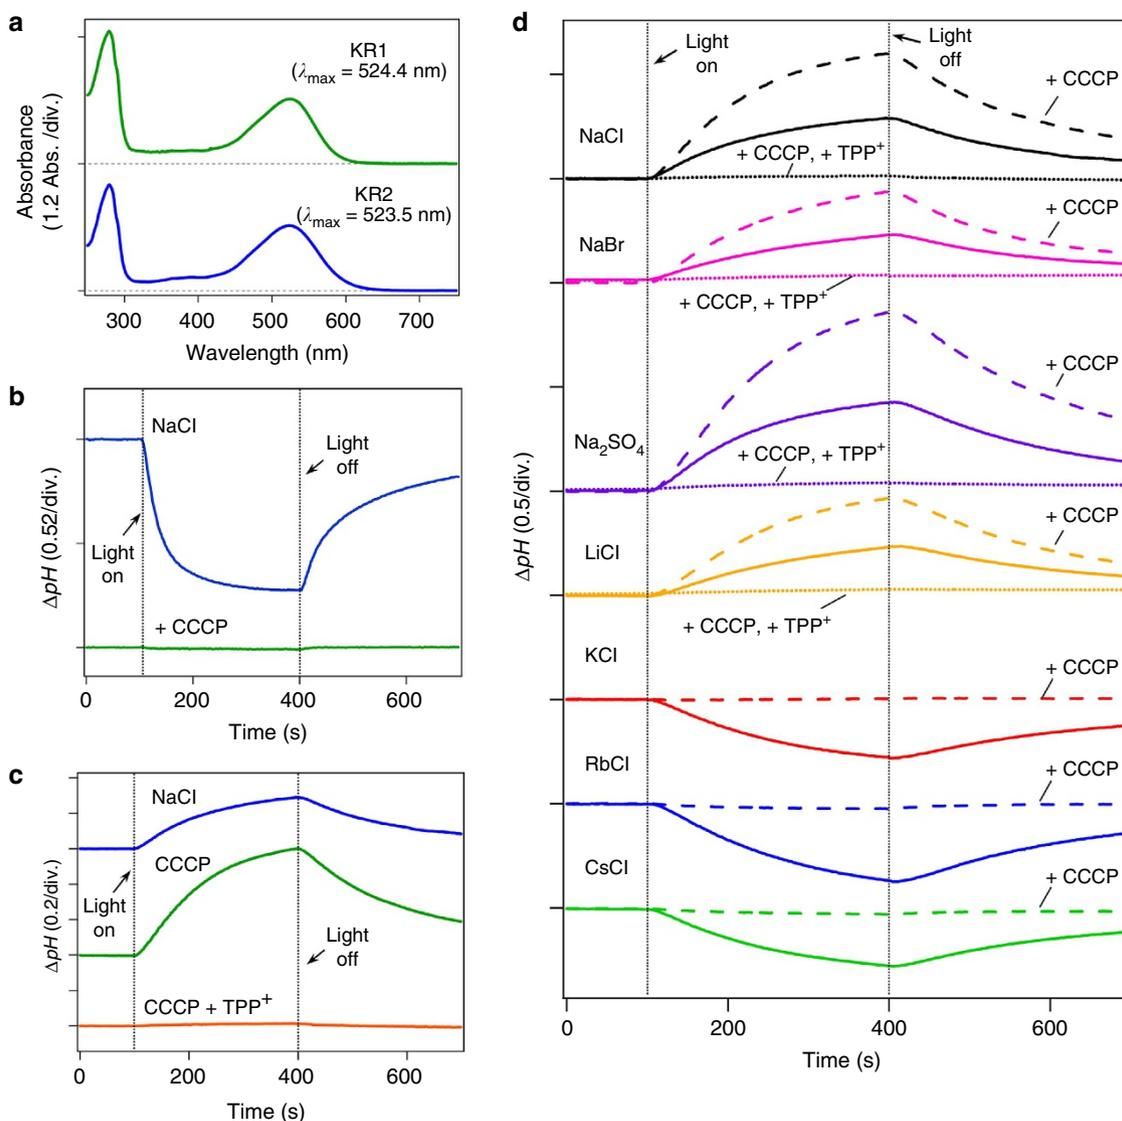 a
KR1
(λmax = 524.4 nm)
KR2
(λmax = 523.5 nm)
Absorbance
(1.2 Abs. /div.)
300 400 500 600 700
Wavelength (nm)
b
NaCl
Light
off
Light
on
+ CCCP
ΔpH (0.52/div.)
0 200 400 600
Time (s)
c
NaCl
CCCP
Light
on
Light
off
CCCP + TPP+
ΔpH (0.2/div.)
0 200 400 600
Time (s)
d
Light
on
Light
off
+ CCCP
NaCl
+ CCCP, + TPP+
+ CCCP
NaBr
+ CCCP, + TPP+
+ CCCP
Na2SO4
+ CCCP, + TPP+
+ CCCP
LiCl
+ CCCP, + TPP+
KCl
+ CCCP
RbCl
+ CCCP
CsCl
+ CCCP
ΔpH (0.5/div.)
0 200 400 600
Time (s)